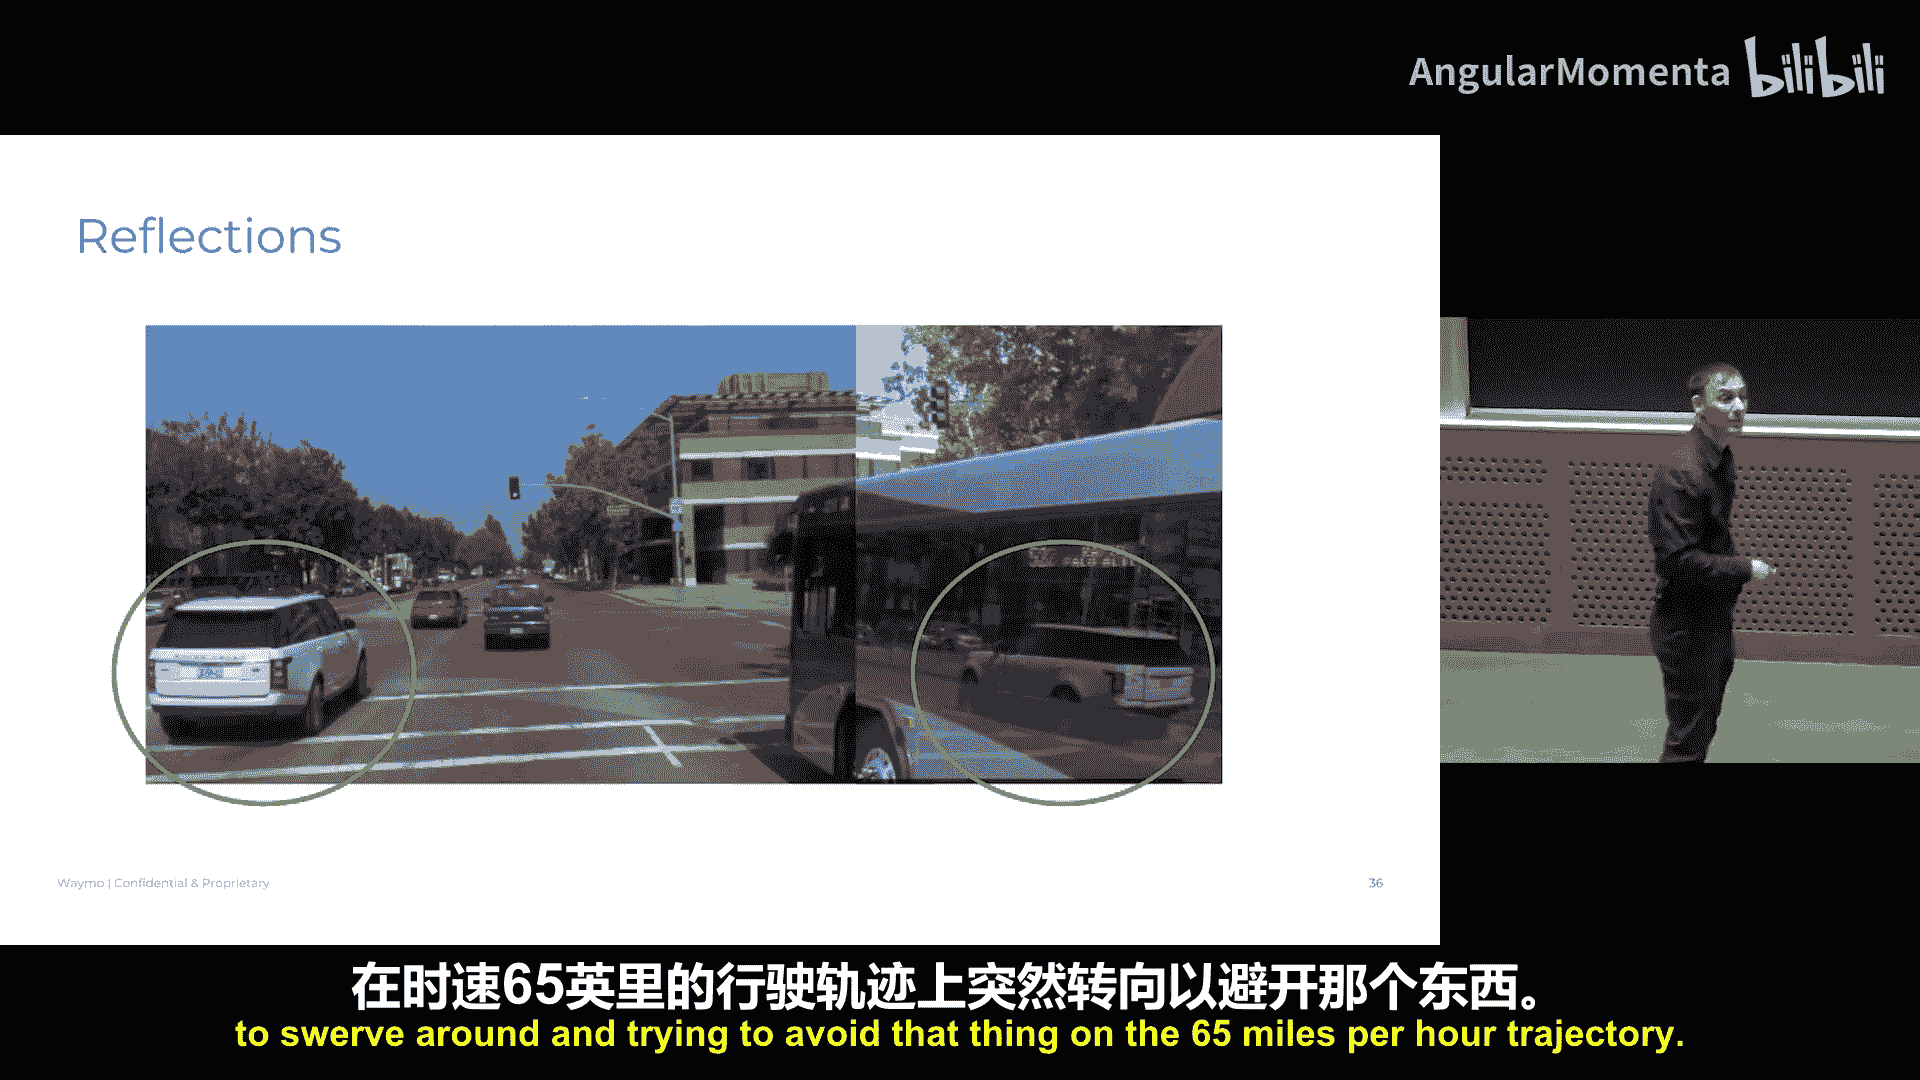 AngularMomenta bilibili
Reflections
Waymo | Confidential & Proprietary
36
在时速65英里的行驶轨迹上突然转向以避开那个东西。
to swerve around and trying to avoid that thing on the 65 miles per hour trajectory.